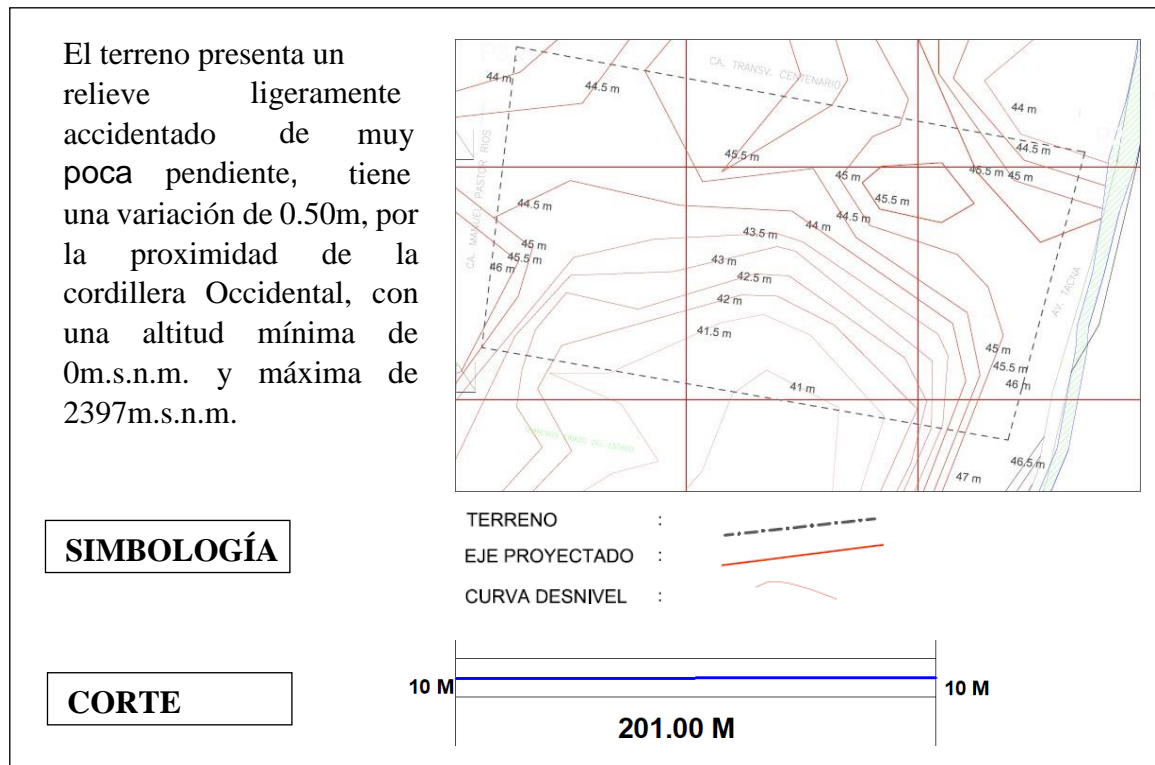 El terreno presenta un
relieve ligeramente
accidentado de muy
poca pendiente, tiene
una variación de 0.50m, por
la proximidad de la
cordillera Occidental, con
una altitud mínima de
0m.s.n.m. y máxima de
2397m.s.n.m.
44 m
44.5 m
CA. TRANSV. CENTENARIO
44 m
44.5 m
45.5 m
45.5 m 45 m
45 m
45.5 m
CA. MANUEL PASTOR RIOS
44.5 m
44.5 m
44 m
43.5 m
45 m
45.5 m
46 m
43 m
42.5 m
42 m
AV. TACNA
41.5 m
45 m
45.5 m
46 m
41 m
46.5 m
47 m
SIMBOLOGÍA
TERRENO :
EJE PROYECTADO :
CURVA DESNIVEL :
CORTE
10 M
10 M
201.00 M